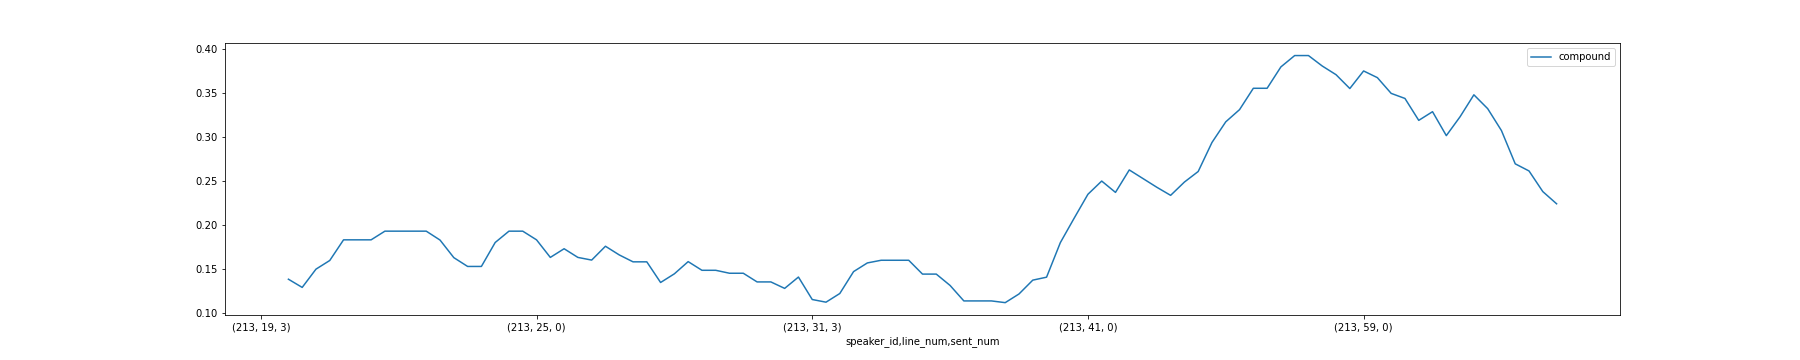 0.40
compound
0.35
0.30
0.25
0.20
0.15
0.10
(213, 19, 3) (213, 25, 0) (213, 31, 3) (213, 41, 0) (213, 59, 0)
speaker_id,line_num,sent_num